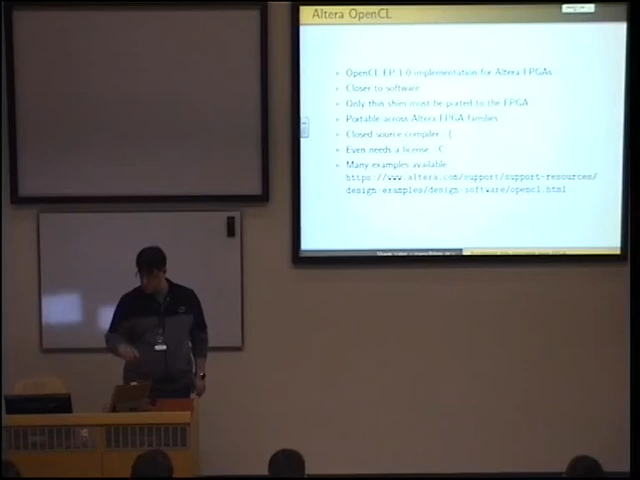 Altera OpenCL
OpenCL EP 1.0 implementation for Altera FPGAs
Closer to software
Only thin shim must be ported to the FPGA
Portable across Altera FPGA families
Closed source compiler :(
Even needs a license :(
Many examples available:
https://www.altera.com/support/support-resources/
design-examples/design-software/opencl.html